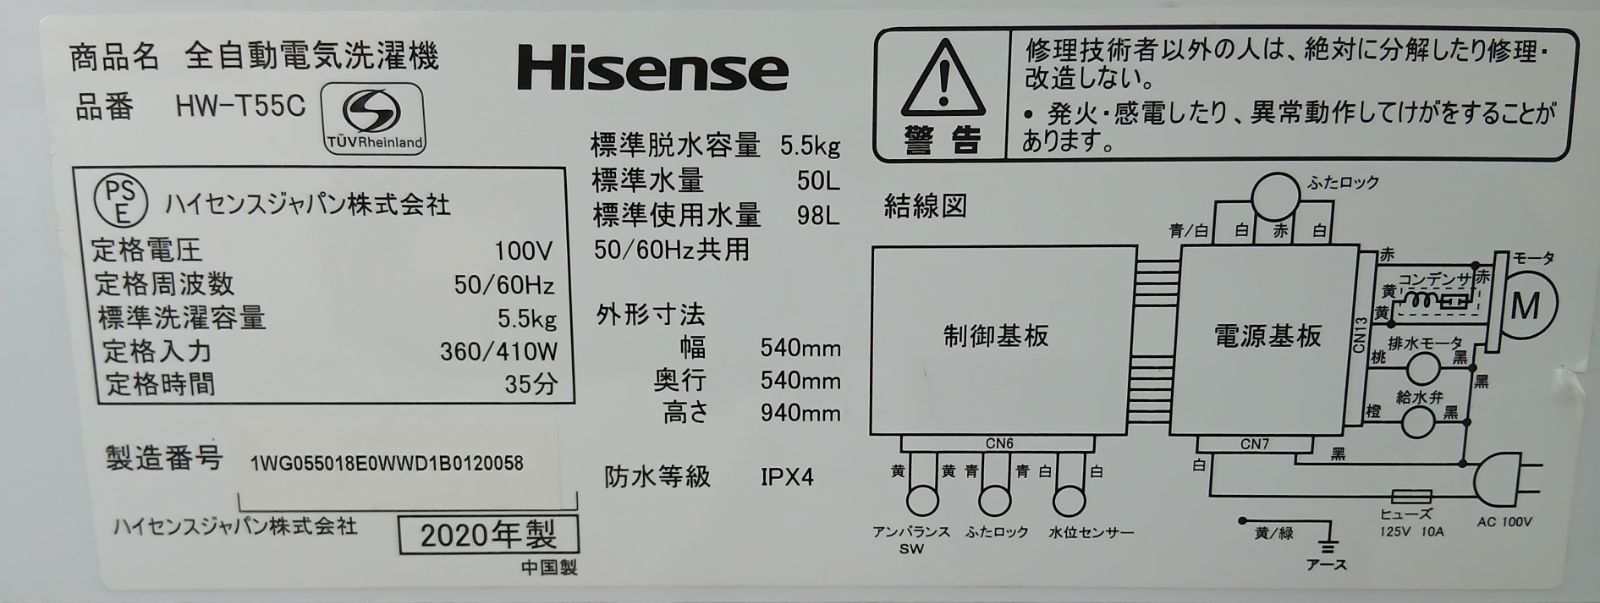 商品名 全自動電気洗濯機
品番 HW-T55C
TÜVRheinland
Hisense
PS
E
ハイセンスジャパン株式会社
定格電圧 100V
定格周波数 50/60Hz
標準洗濯容量 5.5kg
定格入力 360/410W
定格時間 35分
製造番号 1WG055018E0WWD1B0120058
ハイセンスジャパン株式会社
2020年製
中国製
標準脱水容量 5.5kg
標準水量 50L
標準使用水量 98L
50/60Hz共用
外形寸法
幅 540mm
奥行 540mm
高さ 940mm
防水等級 IPX4
警告
修理技術者以外の人は、絶対に分解したり修理・
改造しない。
・発火・感電したり、異常動作してけがをすることが
あります。
結線図
ふたロック
青/白 白 赤 白
制御基板
電源基板
CN13
赤
モータ
コンデンサ
赤
黄
黄
M
排水モータ
桃 黒
黒
給水弁
橙 黒
CN6
CN7
黄 黄 青 青 白 白
白
黒
アンバランス
SW
ふたロック
水位センサー
黄/緑
アース
ヒューズ
125V 10A
AC 100V